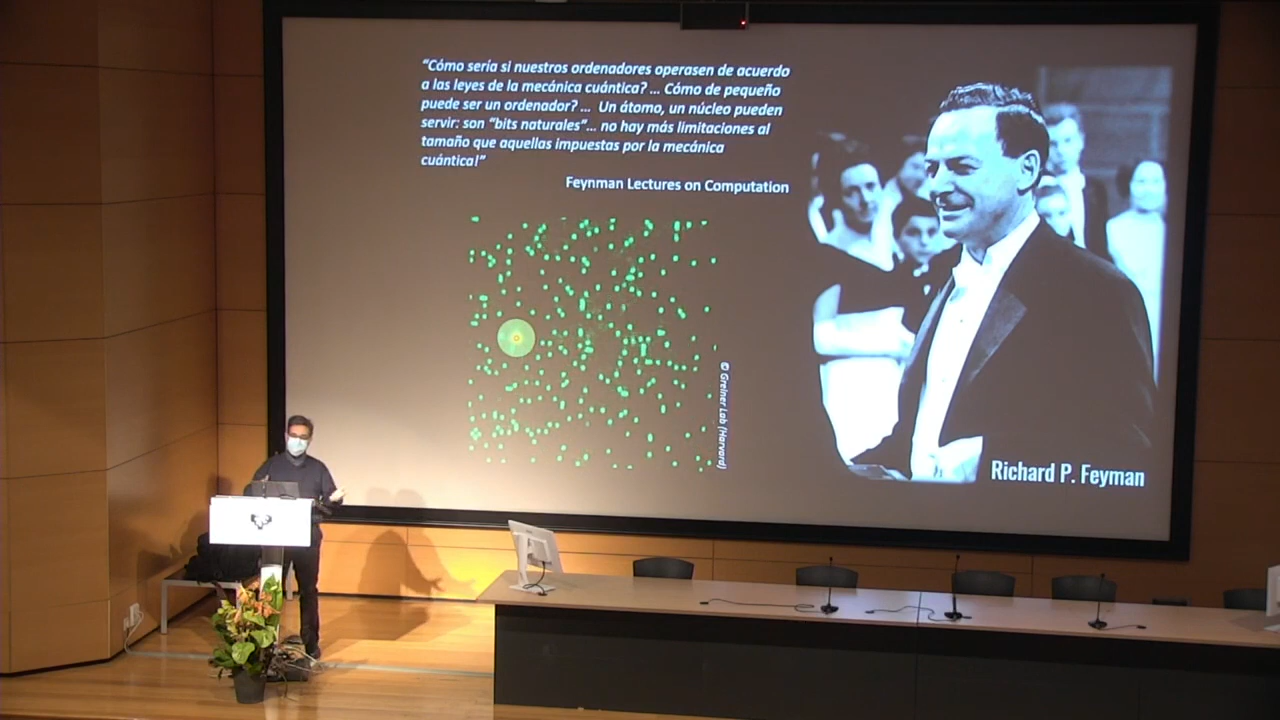 “Cómo sería si nuestros ordenadores operasen de acuerdo
a las leyes de la mecánica cuántica? ... Cómo de pequeño
puede ser un ordenador? ... Un átomo, un núcleo pueden
servir: son “bits naturales”... no hay más limitaciones al
tamaño que aquellas impuestas por la mecánica
cuántica!”
Feynman Lectures on Computation
© Greiner Lab (Harvard)
Richard P. Feyman